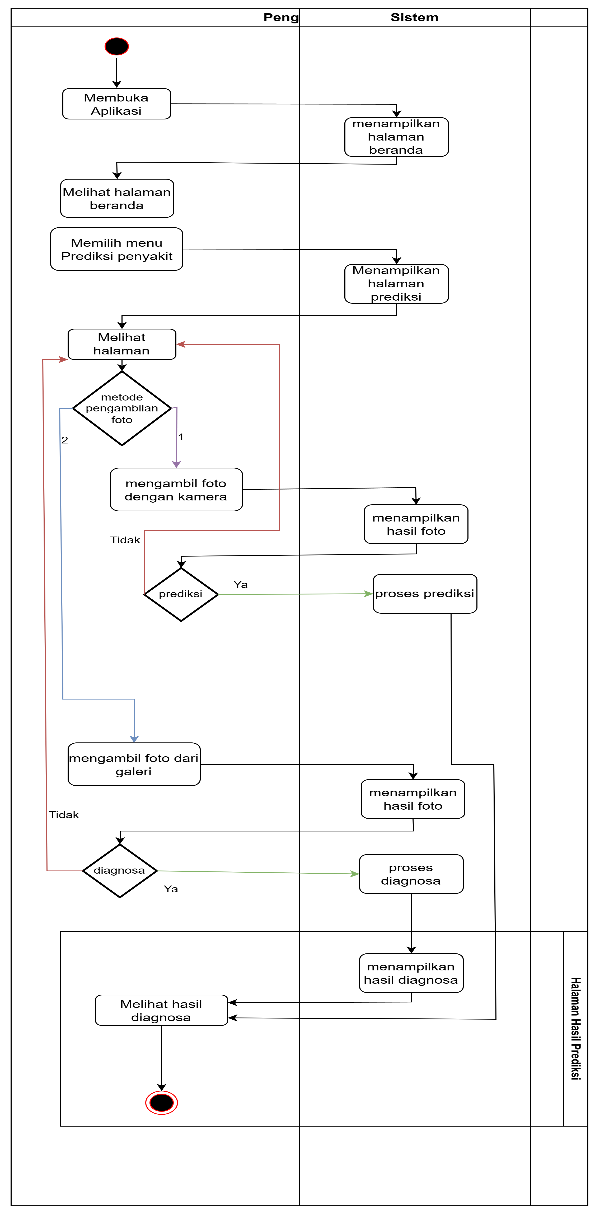 Peng
Sistem
Membuka
Aplikasi
menampilkan
halaman
beranda
Melihat halaman
beranda
Memilih menu
Prediksi penyakit
Menampilkan
halaman
prediksi
Melihat
halaman
metode
pengambilan
foto
2
1
mengambil foto
dengan kamera
menampilkan
hasil foto
Tidak
prediksi
Ya
proses prediksi
mengambil foto dari
galeri
menampilkan
hasil foto
Tidak
diagnosa
Ya
proses
diagnosa
menampilkan
hasil diagnosa
Melihat hasil
diagnosa
Halaman Hasil Prediksi